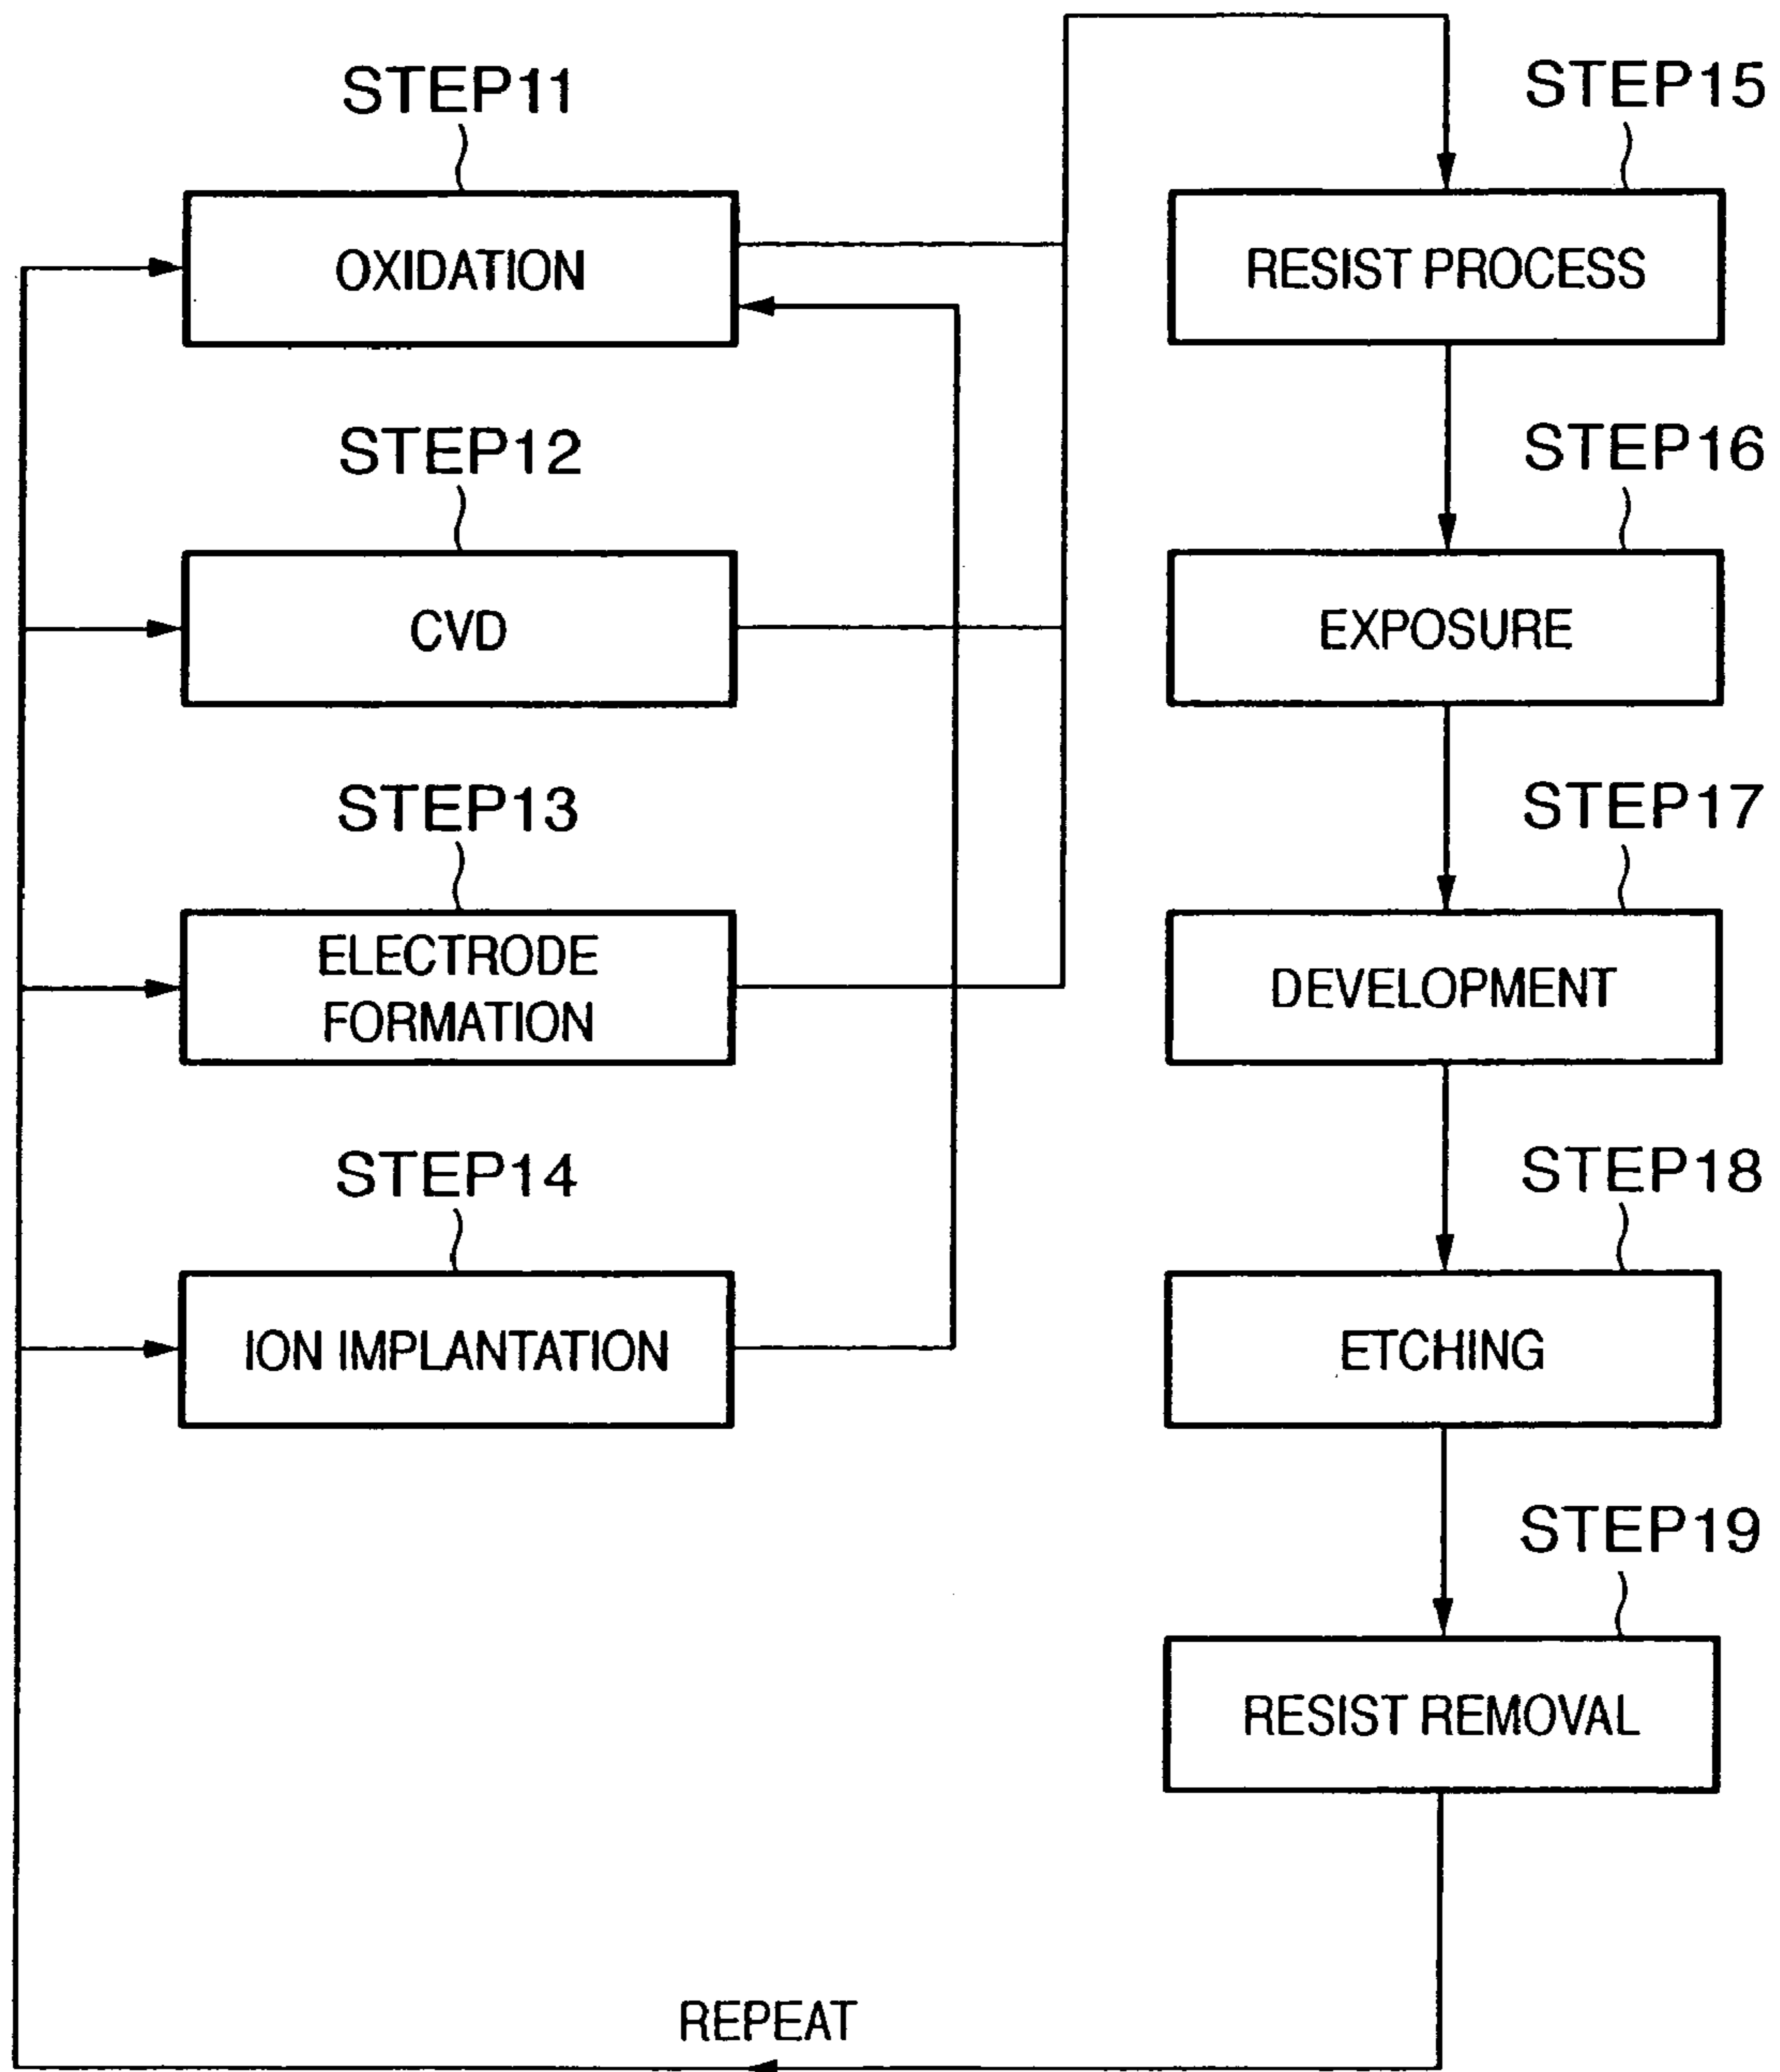 STEP11
OXIDATION
STEP12
CVD
STEP13
ELECTRODE
FORMATION
STEP14
ION IMPLANTATION
STEP15
RESIST PROCESS
STEP16
EXPOSURE
STEP17
DEVELOPMENT
STEP18
ETCHING
STEP19
RESIST REMOVAL
REPEAT